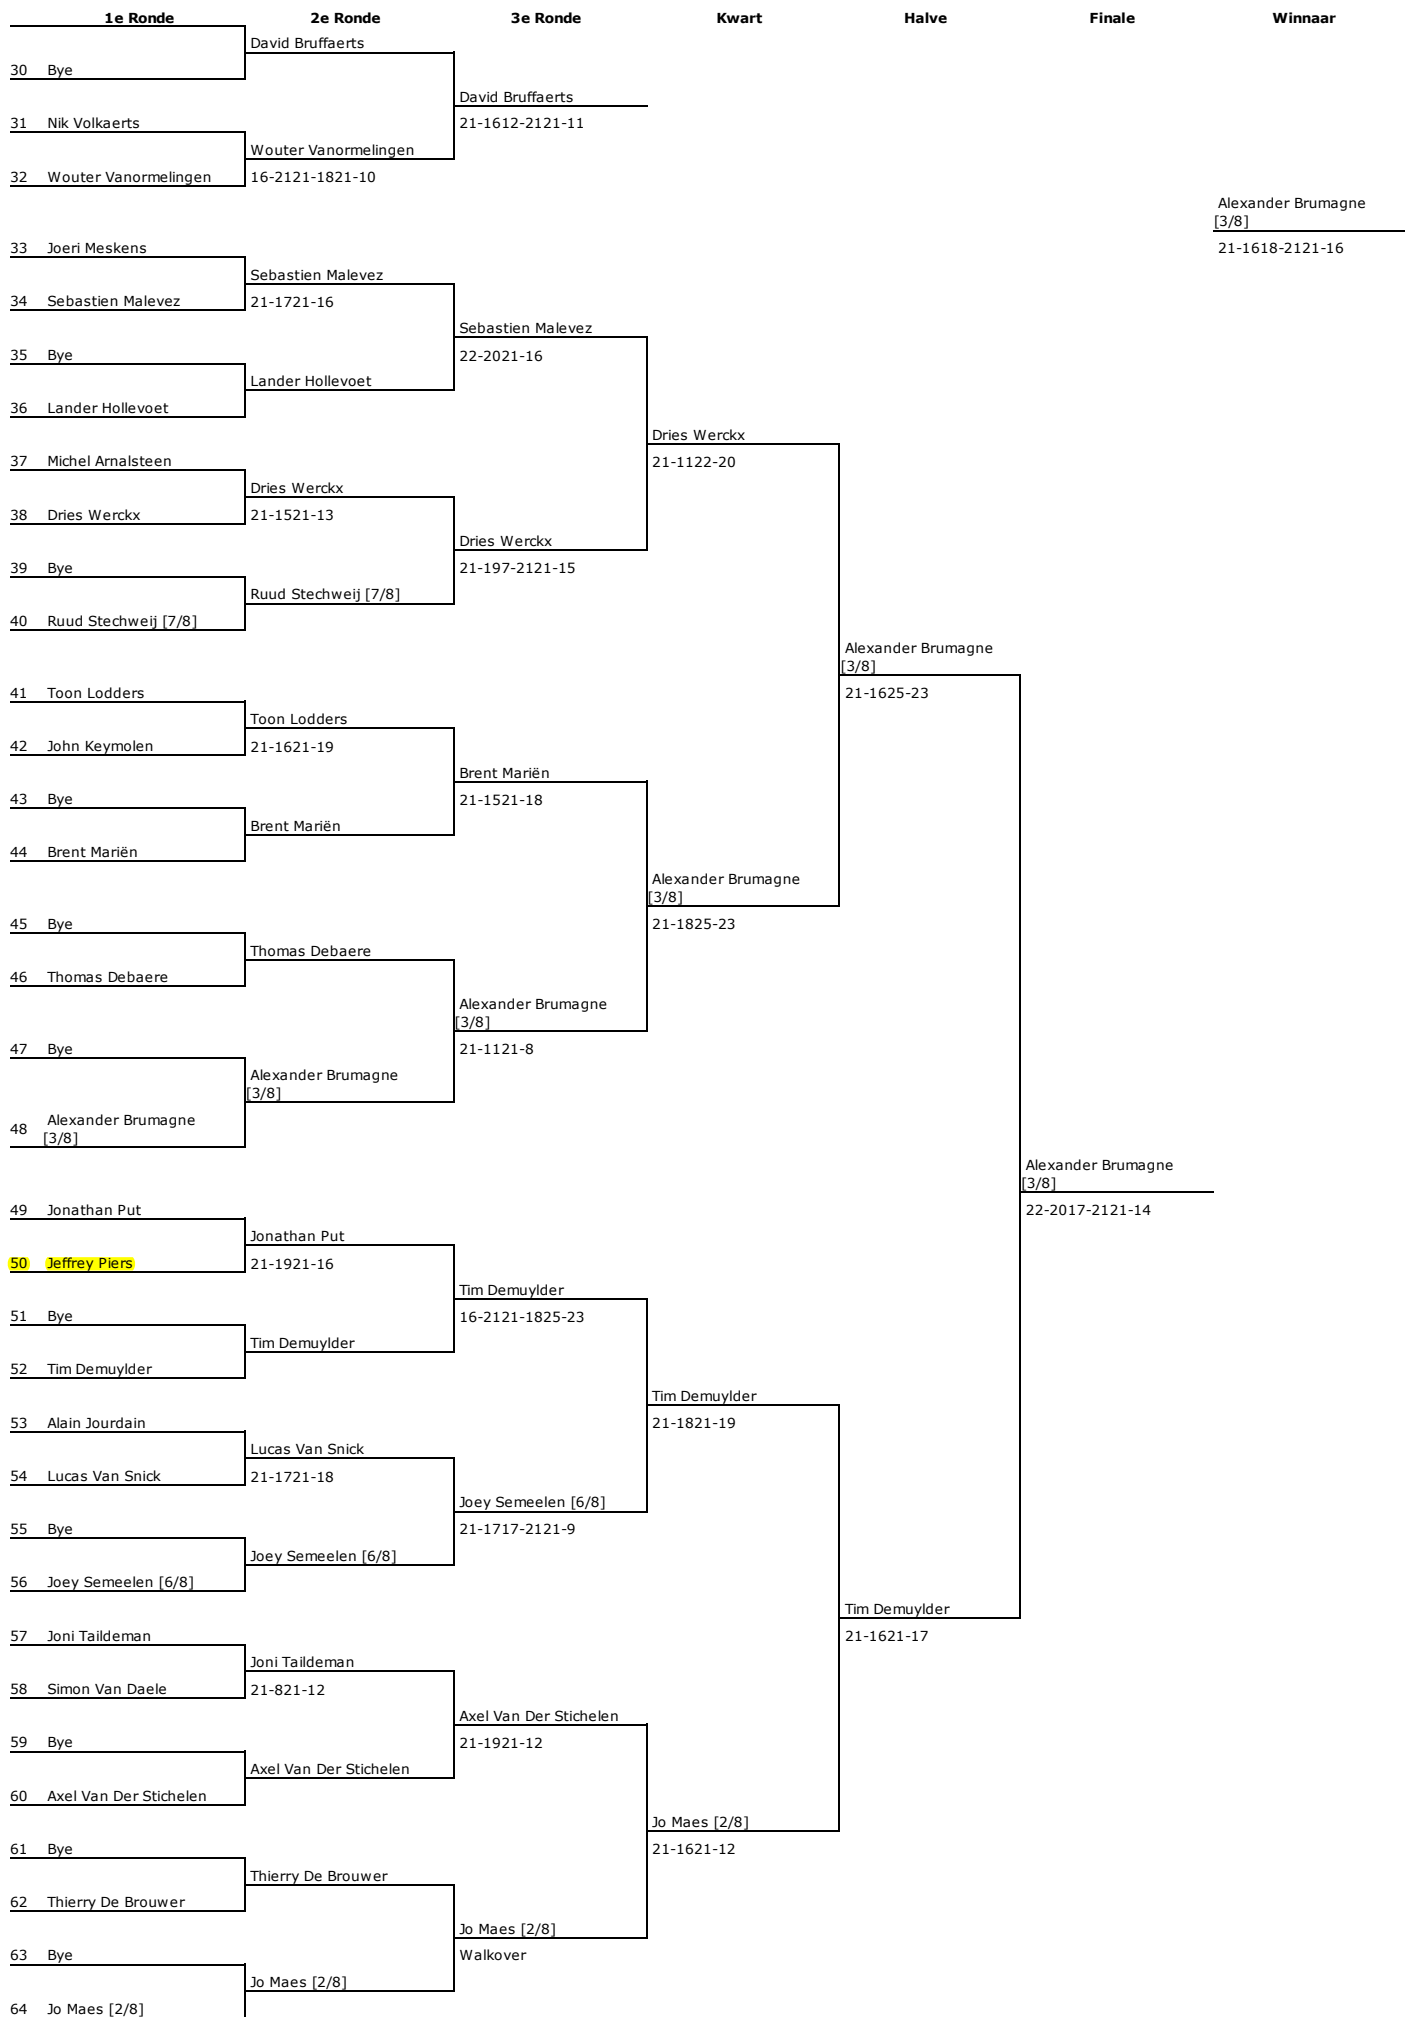 1e Ronde 2e Ronde 3e Ronde Kwart Halve Finale Winnaar
David Bruffaerts
30 Bye
David Bruffaerts
31 Nik Volkaerts
21-1612-2121-11
Wouter Vanormelingen
32 Wouter Vanormelingen
16-2121-1821-10
Alexander Brumagne
[3/8]
33 Joeri Meskens
21-1618-2121-16
Sebastien Malevez
34 Sebastien Malevez
21-1721-16
Sebastien Malevez
35 Bye
22-2021-16
Lander Hollevoet
36 Lander Hollevoet
Dries Werckx
37 Michel Arnalsteen
21-1122-20
Dries Werckx
38 Dries Werckx
21-1521-13
Dries Werckx
39 Bye
21-197-2121-15
Ruud Stechweij [7/8]
40 Ruud Stechweij [7/8]
Alexander Brumagne
[3/8]
41 Toon Lodders
21-1625-23
Toon Lodders
42 John Keymolen
21-1621-19
Brent Mariën
43 Bye
21-1521-18
Brent Mariën
44 Brent Mariën
Alexander Brumagne
[3/8]
45 Bye
21-1825-23
Thomas Debaere
46 Thomas Debaere
Alexander Brumagne
[3/8]
47 Bye
21-1121-8
Alexander Brumagne
[3/8]
48 Alexander Brumagne
[3/8]
Alexander Brumagne
[3/8]
49 Jonathan Put
22-2017-2121-14
Jonathan Put
50 Jeffrey Piers
21-1921-16
Tim Demuylder
51 Bye
16-2121-1825-23
Tim Demuylder
52 Tim Demuylder
Tim Demuylder
53 Alain Jourdain
21-1821-19
Lucas Van Snick
54 Lucas Van Snick
21-1721-18
Joey Semeelen [6/8]
55 Bye
21-1717-2121-9
Joey Semeelen [6/8]
56 Joey Semeelen [6/8]
Tim Demuylder
57 Joni Taildeman
21-1621-17
Joni Taildeman
58 Simon Van Daele
21-821-12
Axel Van Der Stichelen
59 Bye
21-1921-12
Axel Van Der Stichelen
60 Axel Van Der Stichelen
Jo Maes [2/8]
61 Bye
21-1621-12
Thierry De Brouwer
62 Thierry De Brouwer
Jo Maes [2/8]
63 Bye
Walkover
Jo Maes [2/8]
64 Jo Maes [2/8]